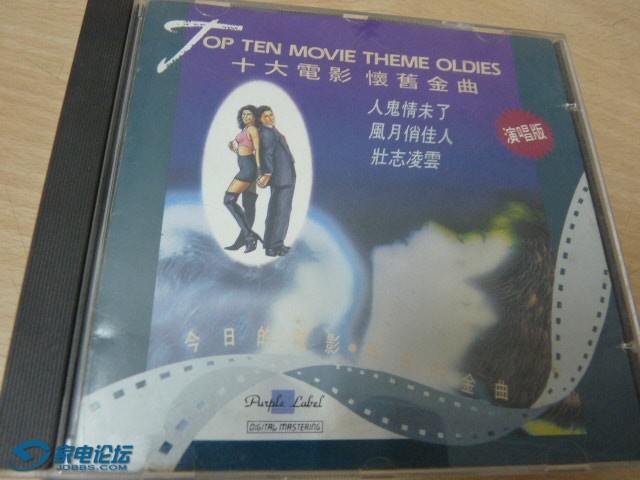 TOP TEN MOVIE THEME OLDIES
十大電影 懷舊金曲
人鬼情未了
風月俏佳人
壯志凌雲
演唱版
今日的電影
金曲
Purple Label
DIGITAL MASTERING
家电论坛
JDBBS.COM